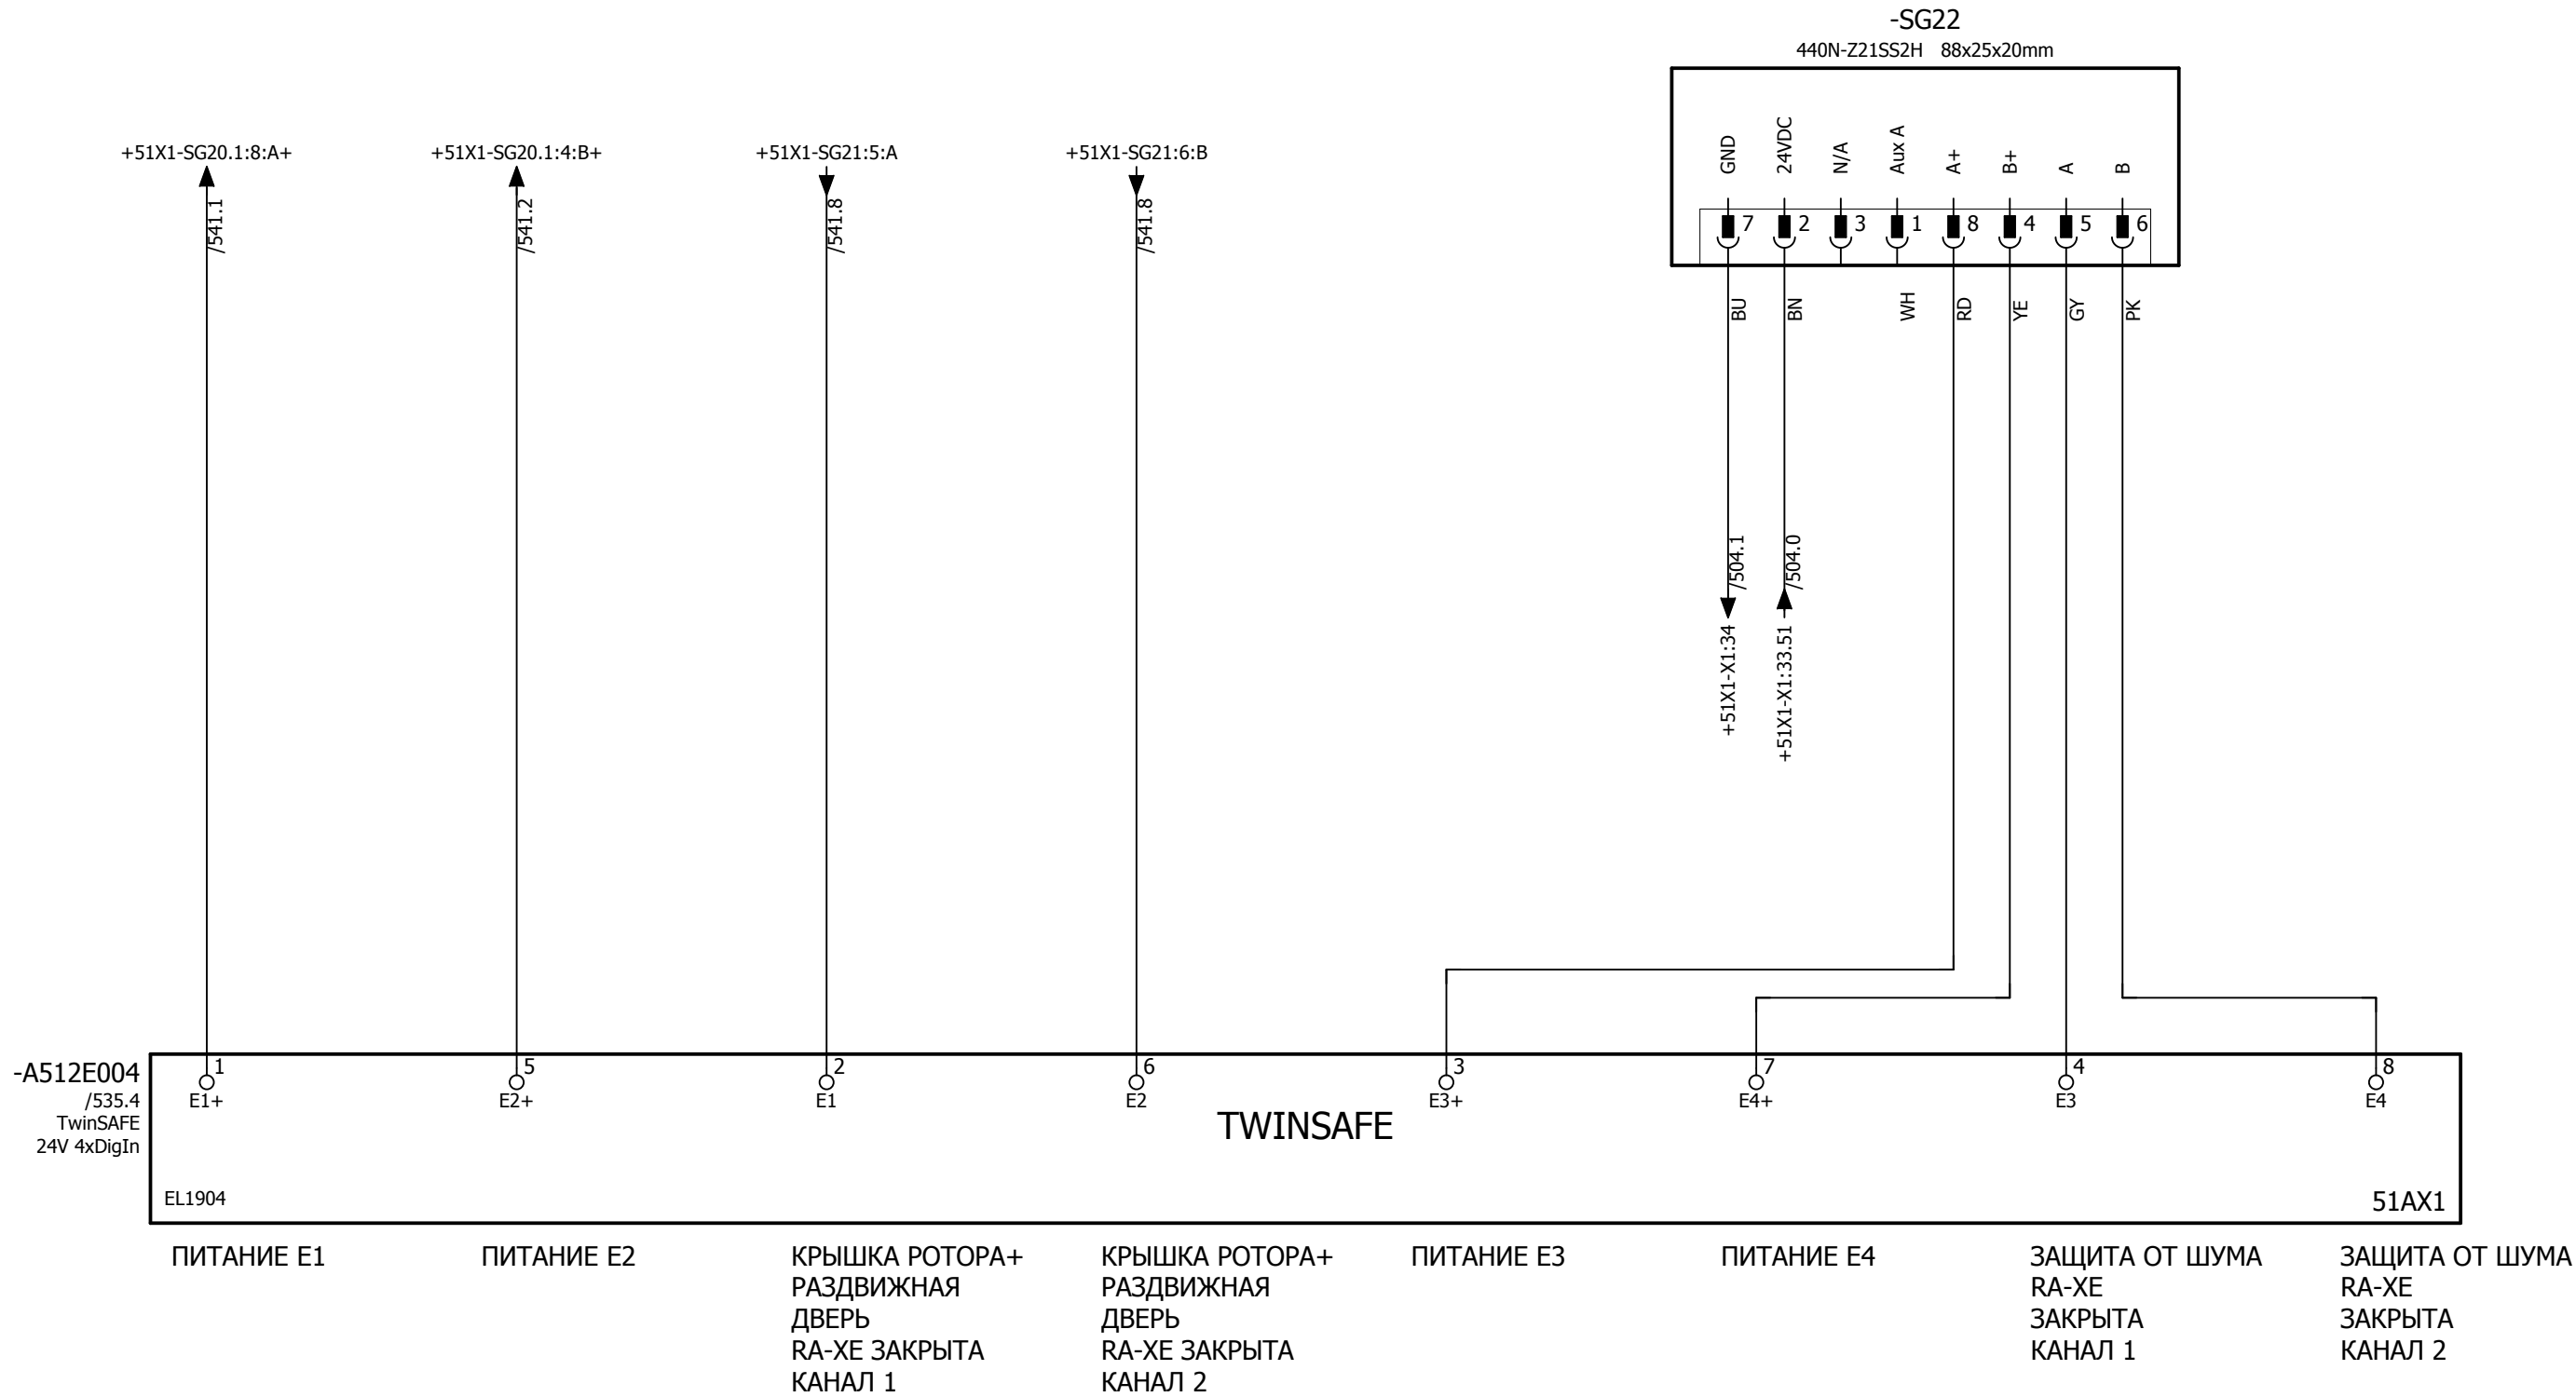 -SG22
440N-Z21SS2H 88x25x20mm
GND
24VDC
N/A
Aux A
A+
B+
A
B
7
2
3
1
8
4
5
6
BU
BN
WH
RD
YE
GY
PK
+51X1-SG20.1:8:A+
+51X1-SG20.1:4:B+
+51X1-SG21:5:A
+51X1-SG21:6:B
/541.1
/541.2
/541.8
/541.8
/504.1
/504.0
+51X1-X1:34
+51X1-X1:33.51
-A512E004
/535.4
TwinSAFE
24V 4xDigIn
1
5
2
6
3
7
4
8
E1+
E2+
E1
E2
E3+
E4+
E3
E4
TWINSAFE
EL1904
51AX1
ПИТАНИЕ E1
ПИТАНИЕ E2
КРЫШКА РОТОРА+
РАЗДВИЖНАЯ
ДВЕРЬ
RA-XE ЗАКРЫТА
КАНАЛ 1
КРЫШКА РОТОРА+
РАЗДВИЖНАЯ
ДВЕРЬ
RA-XE ЗАКРЫТА
КАНАЛ 2
ПИТАНИЕ E3
ПИТАНИЕ E4
ЗАЩИТА ОТ ШУМА
RA-XE
ЗАКРЫТА
КАНАЛ 1
ЗАЩИТА ОТ ШУМА
RA-XE
ЗАКРЫТА
КАНАЛ 2